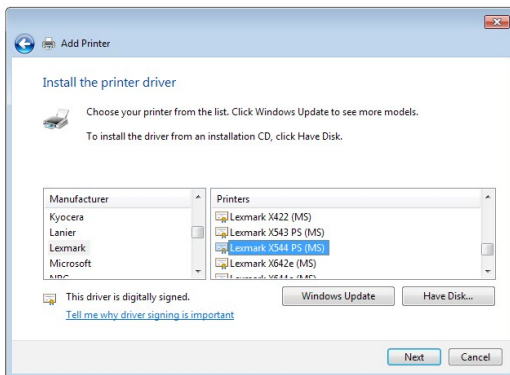 Add Printer
Install the printer driver
Choose your printer from the list. Click Windows Update to see more models.
To install the driver from an installation CD, click Have Disk.
Manufacturer
Kyocera
Lanier
Lexmark
Microsoft
Printers
Lexmark X422 (MS)
Lexmark X543 PS (MS)
Lexmark X544 PS (MS)
Lexmark X642e (MS)
This driver is digitally signed.
Tell me why driver signing is important
Windows Update
Have Disk...
Next
Cancel